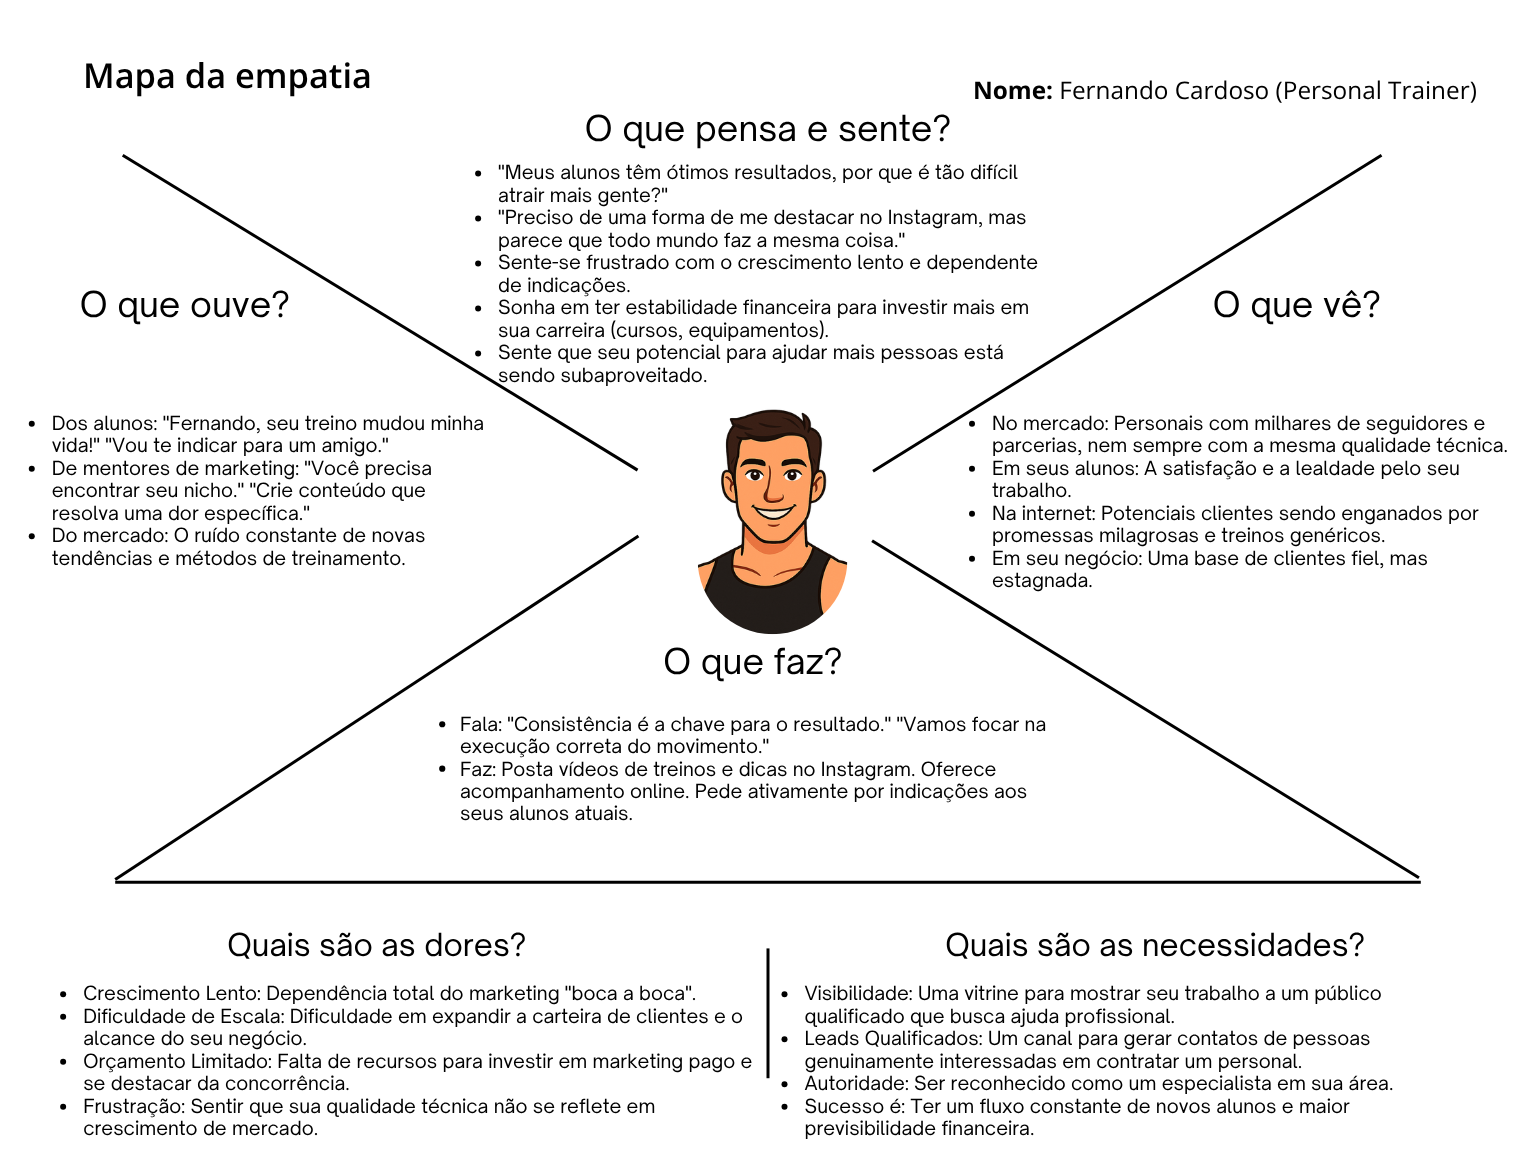 Mapa da empatia
Nome: Fernando Cardoso (Personal Trainer)
O que pensa e sente?
• "Meus alunos têm ótimos resultados, por que é tão difícil
atrair mais gente?"
• "Preciso de uma forma de me destacar no Instagram, mas
parece que todo mundo faz a mesma coisa."
• Sente-se frustrado com o crescimento lento e dependente
de indicações.
• Sonha em ter estabilidade financeira para investir mais em
sua carreira (cursos, equipamentos).
• Sente que seu potencial para ajudar mais pessoas está
sendo subaproveitado.
O que ouve?
• Dos alunos: "Fernando, seu treino mudou minha
vida!" "Vou te indicar para um amigo."
• De mentores de marketing: "Você precisa
encontrar seu nicho." "Crie conteúdo que
resolva uma dor específica."
• Do mercado: O ruído constante de novas
tendências e métodos de treinamento.
O que vê?
• No mercado: Personais com milhares de seguidores e
parcerias, nem sempre com a mesma qualidade técnica.
• Em seus alunos: A satisfação e a lealdade pelo seu
trabalho.
• Na internet: Potenciais clientes sendo enganados por
promessas milagrosas e treinos genéricos.
• Em seu negócio: Uma base de clientes fiel, mas
estagnada.
O que faz?
• Fala: "Consistência é a chave para o resultado." "Vamos focar na
execução correta do movimento."
• Faz: Posta vídeos de treinos e dicas no Instagram. Oferece
acompanhamento online. Pede ativamente por indicações aos
seus alunos atuais.
Quais são as dores?
• Crescimento Lento: Dependência total do marketing "boca a boca".
• Dificuldade de Escala: Dificuldade em expandir a carteira de clientes e o
alcance do seu negócio.
• Orçamento Limitado: Falta de recursos para investir em marketing pago e
se destacar da concorrência.
• Frustração: Sentir que sua qualidade técnica não se reflete em
crescimento de mercado.
Quais são as necessidades?
• Visibilidade: Uma vitrine para mostrar seu trabalho a um público
qualificado que busca ajuda profissional.
• Leads Qualificados: Um canal para gerar contatos de pessoas
genuinamente interessadas em contratar um personal.
• Autoridade: Ser reconhecido como um especialista em sua área.
• Sucesso é: Ter um fluxo constante de novos alunos e maior
previsibilidade financeira.